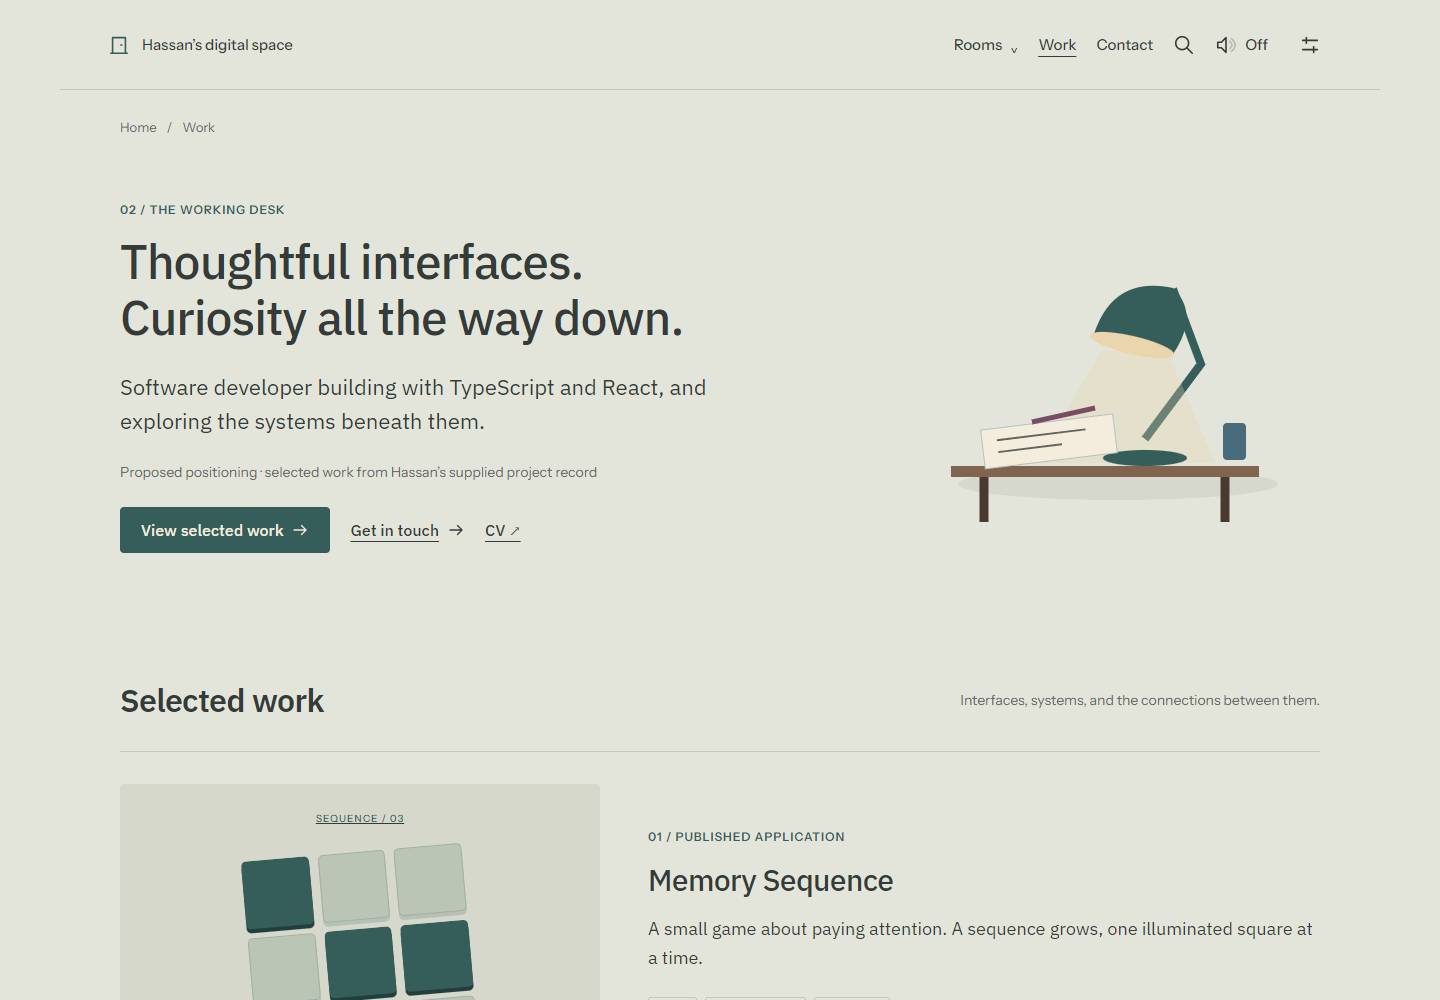 Hassan’s digital space
Rooms
Work
Contact
Off
Home / Work
02 / THE WORKING DESK
Thoughtful interfaces.
Curiosity all the way down.
Software developer building with TypeScript and React, and
exploring the systems beneath them.
Proposed positioning · selected work from Hassan’s supplied project record
View selected work →
Get in touch →
CV ↗
Selected work
Interfaces, systems, and the connections between them.
SEQUENCE / 03
01 / PUBLISHED APPLICATION
Memory Sequence
A small game about paying attention. A sequence grows, one illuminated square at
a time.